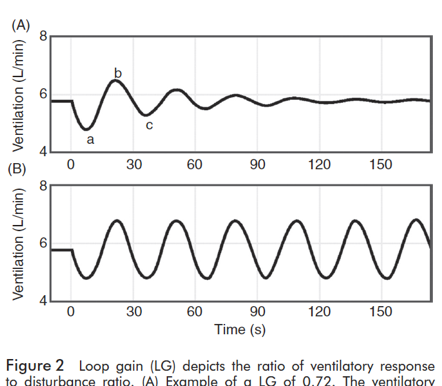 (A)
8
6
4
Ventilation (L/min)
b
a
c
0 30 60 90 120 150
(B)
8
6
4
Ventilation (L/min)
0 30 60 90 120 150
Time (s)
Figure 2 Loop gain (LG) depicts the ratio of ventilatory response
to disturbance ratio. (A) Example of a LG of 0.72. The ventilatory